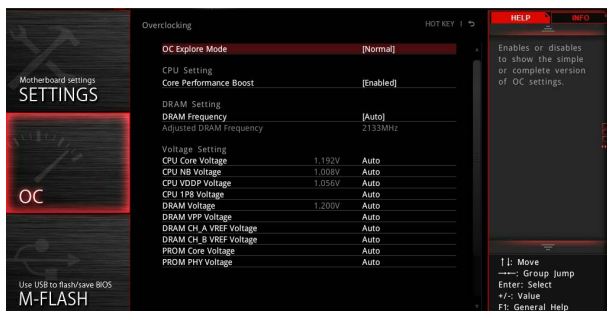 Overclocking
HOT KEY |
HELP
INFO
OC Explore Mode [Normal]
CPU Setting
Core Performance Boost [Enabled]
DRAM Setting
DRAM Frequency [Auto]
Adjusted DRAM Frequency 2133MHz
Voltage Setting
CPU Core Voltage 1.192V Auto
CPU NB Voltage 1.008V Auto
CPU VDDP Voltage 1.056V Auto
CPU 1P8 Voltage Auto
DRAM Voltage 1.200V Auto
DRAM VPP Voltage Auto
DRAM CH_A VREF Voltage Auto
DRAM CH_B VREF Voltage Auto
PROM Core Voltage Auto
PROM PHY Voltage Auto
Motherboard settings
SETTINGS
OC
Use USB to flash/save BIOS
M-FLASH
Enables or disables
to show the simple
or complete version
of OC settings.
↑↓: Move
→←: Group Jump
Enter: Select
+/-: Value
F1: General Help